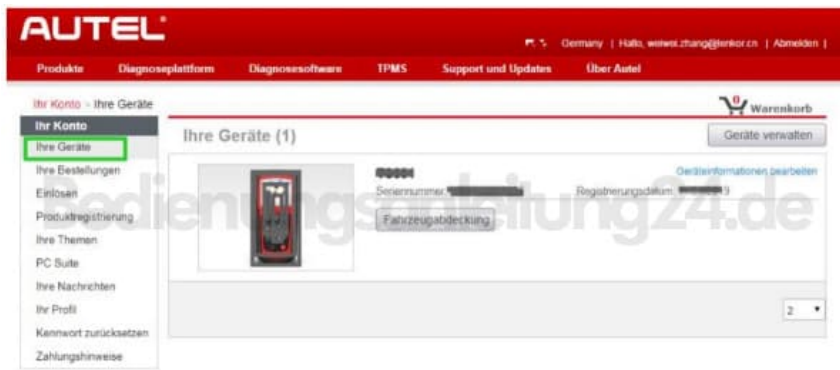 AUTEL
Germany | Hallo, weiwei.zhang@lenkor.cn | Abmelden |
Produkte Diagnoseplattform Diagnosesoftware TPMS Support und Updates Über Autel
Ihr Konto > Ihre Geräte
0 Warenkorb
Ihr Konto
Ihre Geräte
Ihre Bestellungen
Einlösen
Produktregistrierung
Ihre Themen
PC Suite
Ihre Nachrichten
Ihr Profil
Kennwort zurücksetzen
Zahlungshinweise
Ihre Geräte (1)
Geräte verwalten
Geräteinformationen bearbeiten
Seriennummer: Registrierungsdatum: 9
Fahrzeugabdeckung
2
Bedienungsanleitung24.de